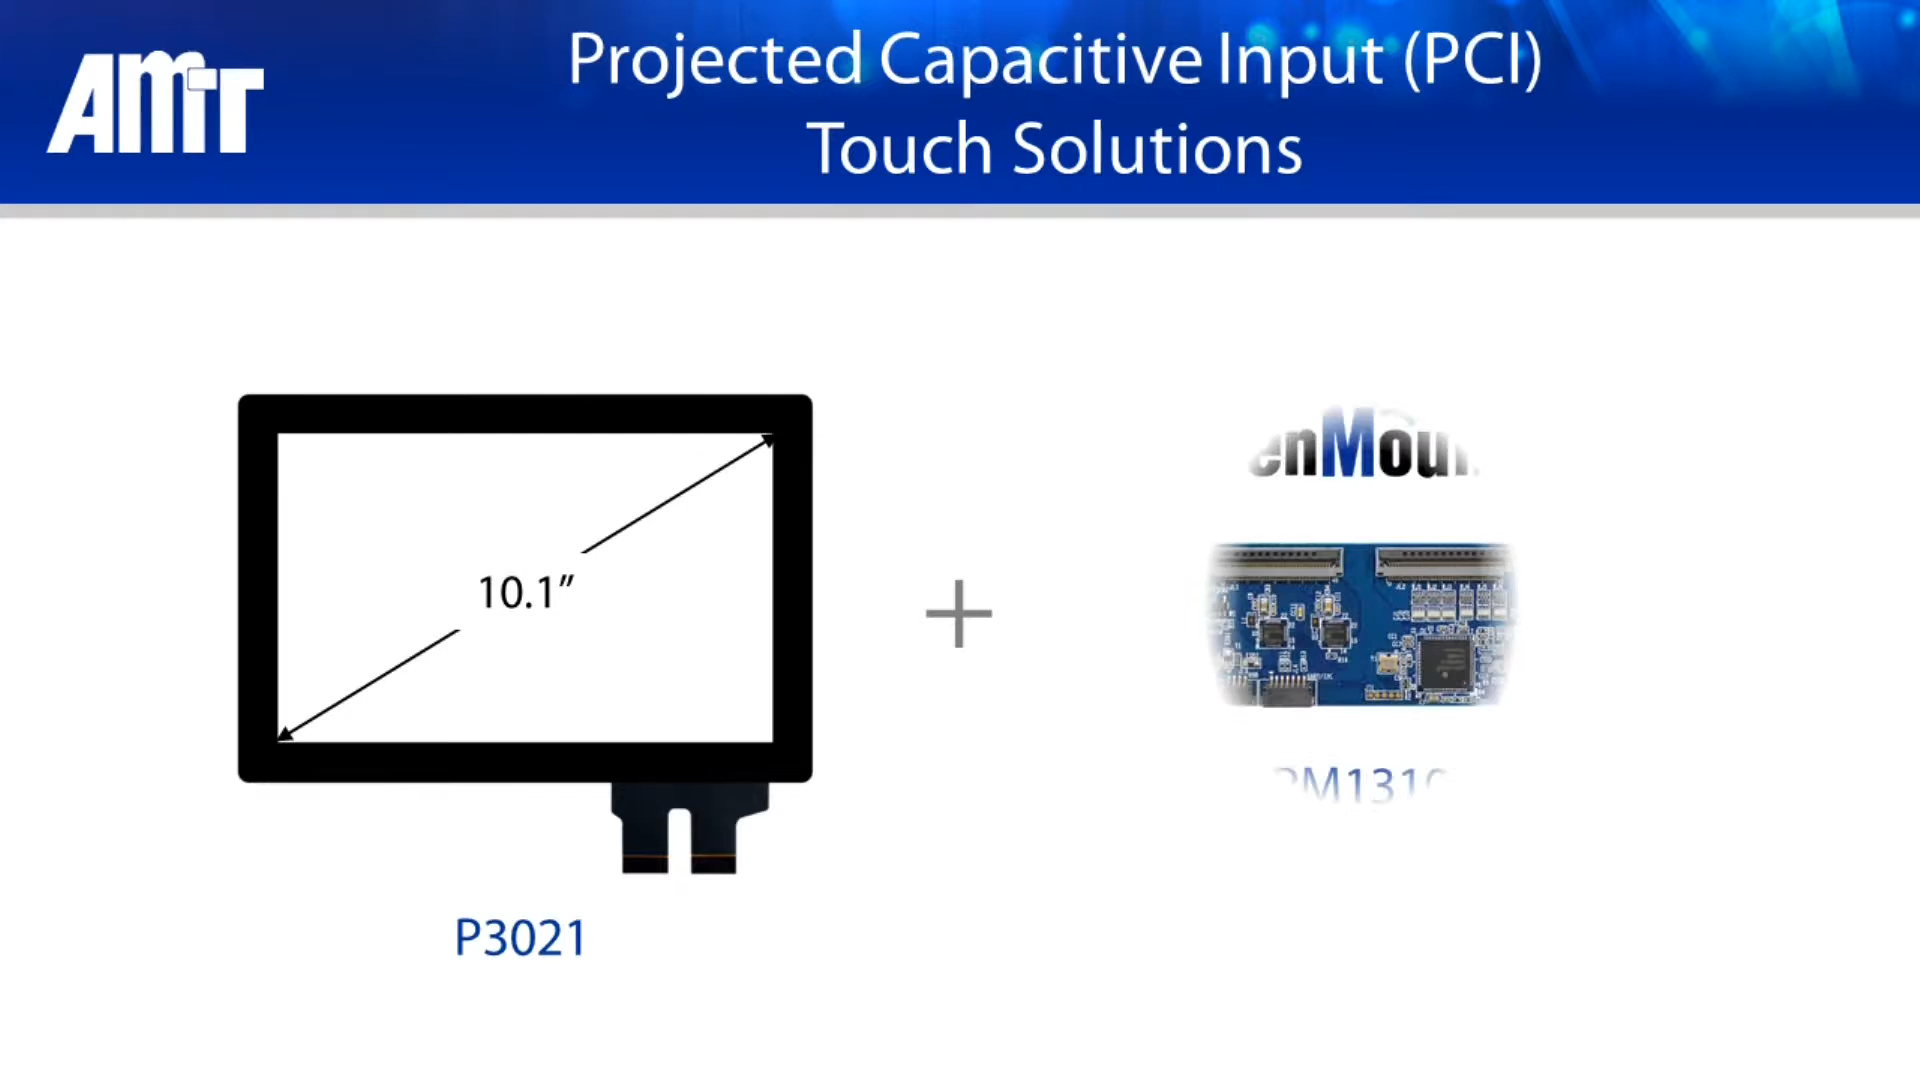 AMT
Projected Capacitive Input (PCI)
Touch Solutions
10.1”
P3021